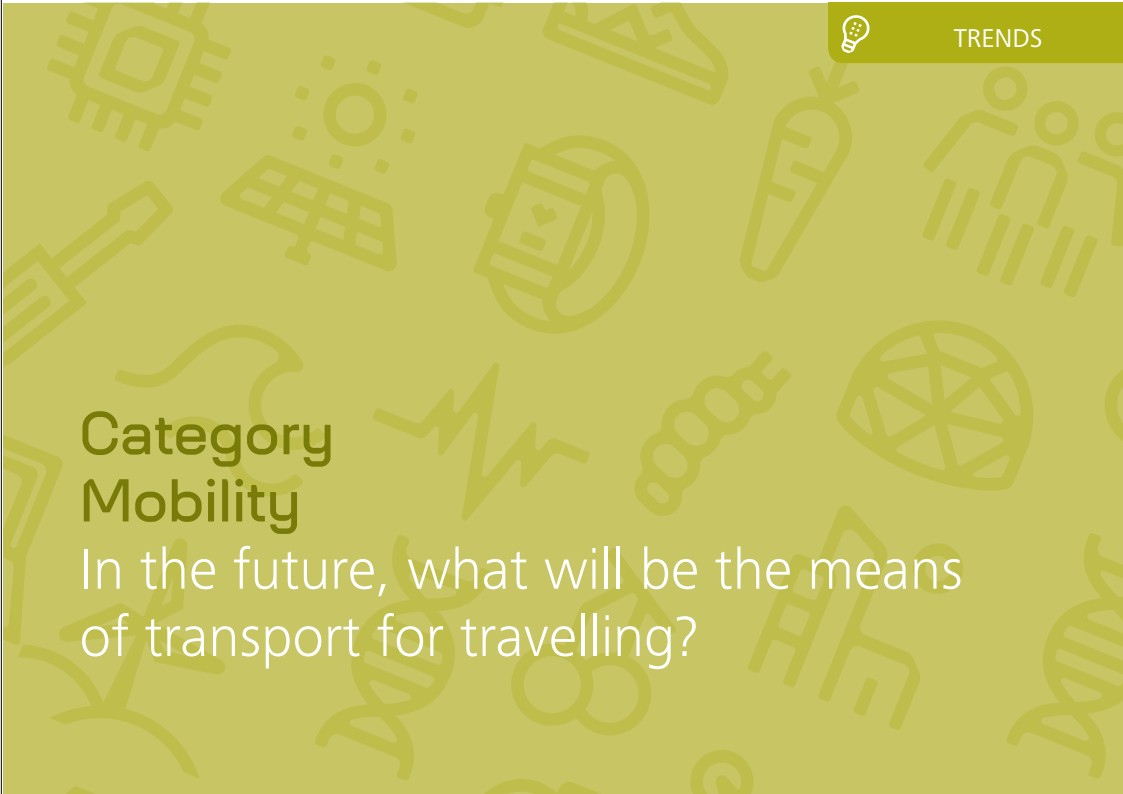 TRENDS
Category
Mobility
In the future, what will be the means
of transport for travelling?